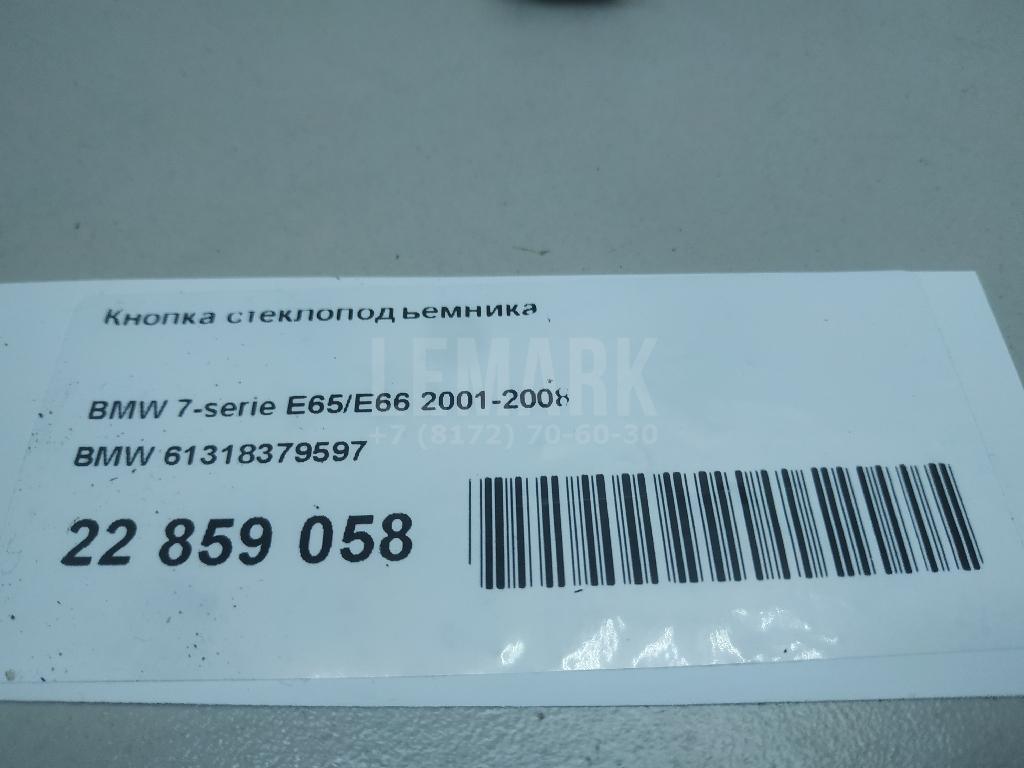 Кнопка стеклоподъемника
LEMARK
BMW 7-serie E65/E66 2001-2008
+7 (8172) 70-60-30
BMW 61318379597
22 859 058